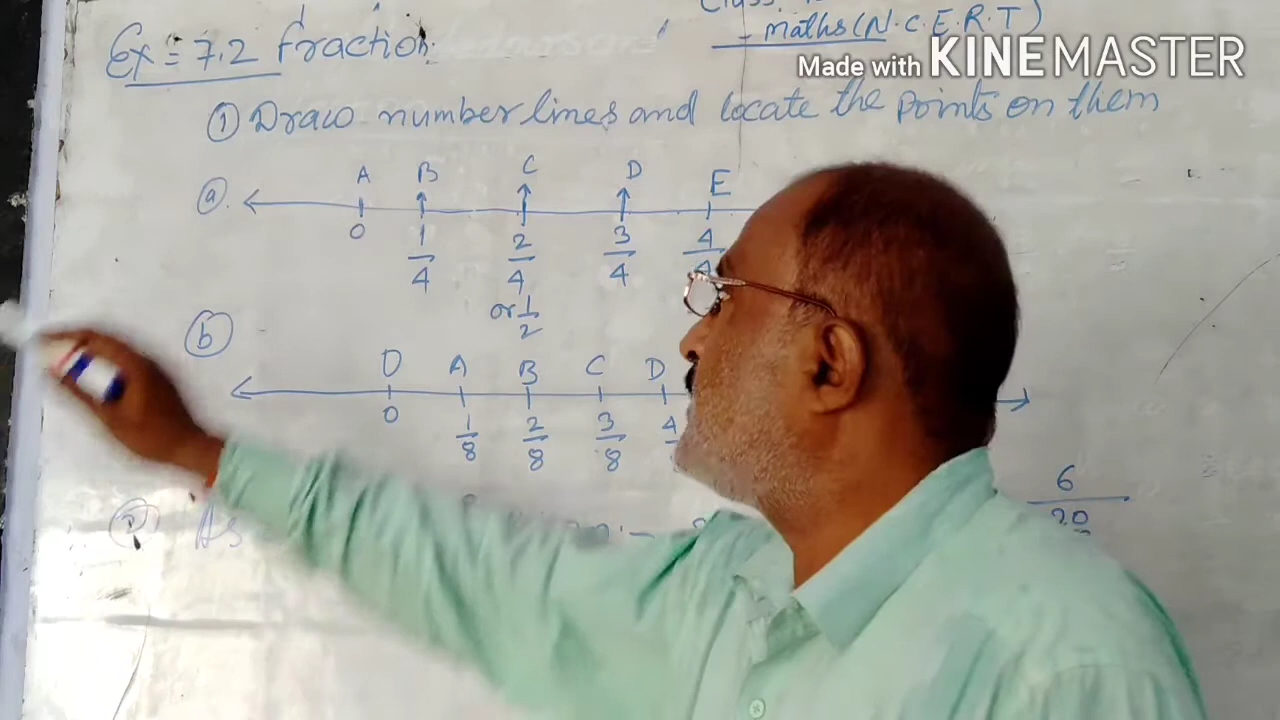 Class
Ex = 7.2 Fraction.
- maths (N.C.E.R.T)
Made with KINEMASTER
① Draw number lines and locate the points on them
A B C D E
ⓐ.
0 1/4 2/4 3/4 4/4
or 1/2
ⓑ
O A B C D
0 1/8 2/8 3/8 4
6/20
As